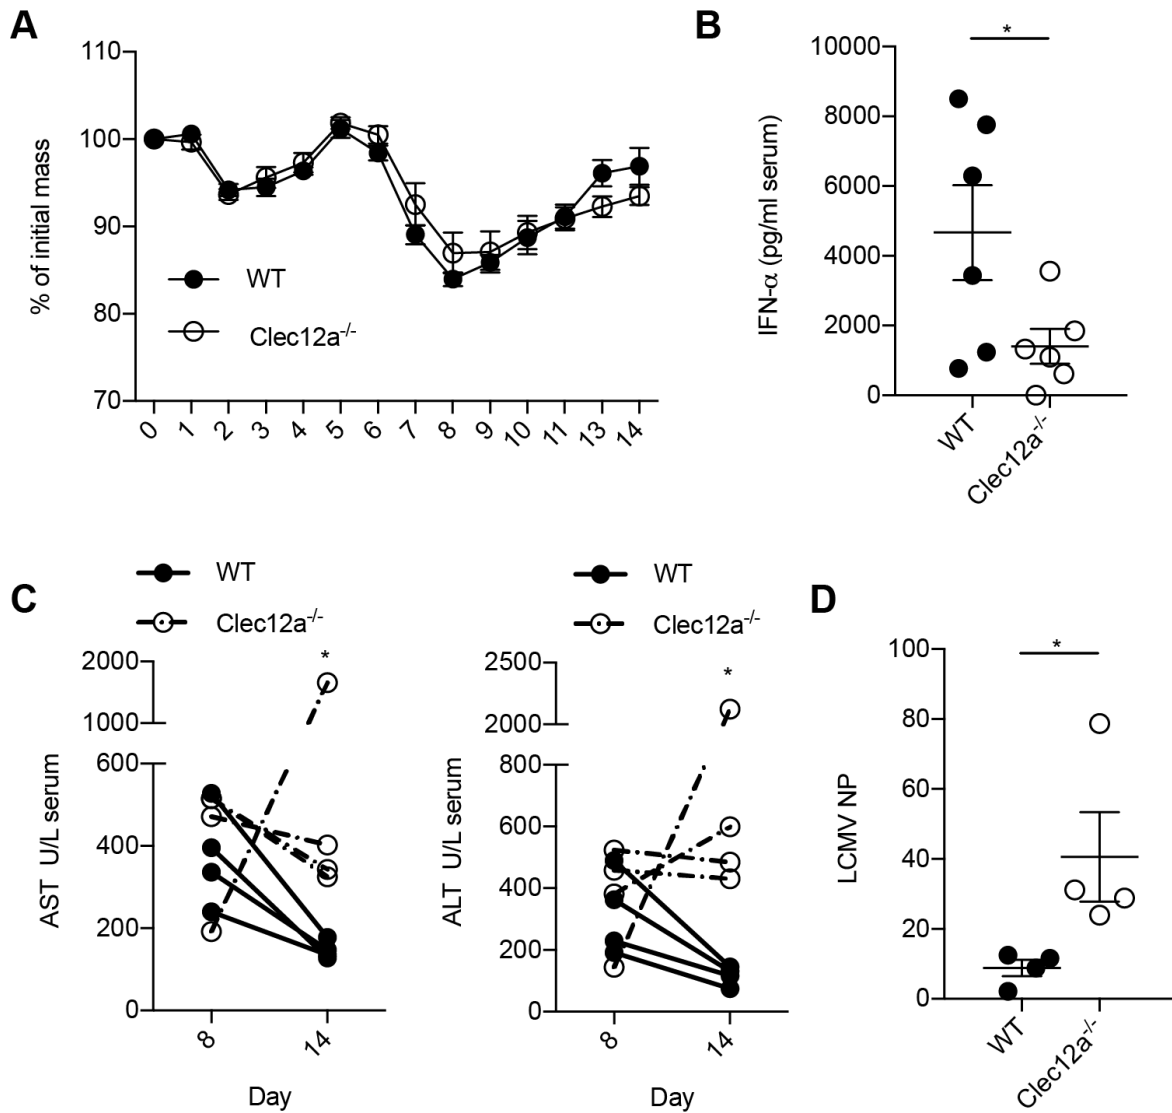 A
110
100
90
80
70
% of initial mass
WT
Clec12a-/-
0 1 2 3 4 5 6 7 8 9 10 11 13 14
B
10000
8000
6000
4000
2000
0
IFN-α (pg/ml serum)
*
WT
Clec12a-/-
C
WT
Clec12a-/-
2000
1000
600
400
200
0
AST U/L serum
*
8 14
Day
WT
Clec12a-/-
2500
2000
800
600
400
200
0
ALT U/L serum
*
8 14
Day
D
100
80
60
40
20
0
LCMV NP
*
WT
Clec12a-/-